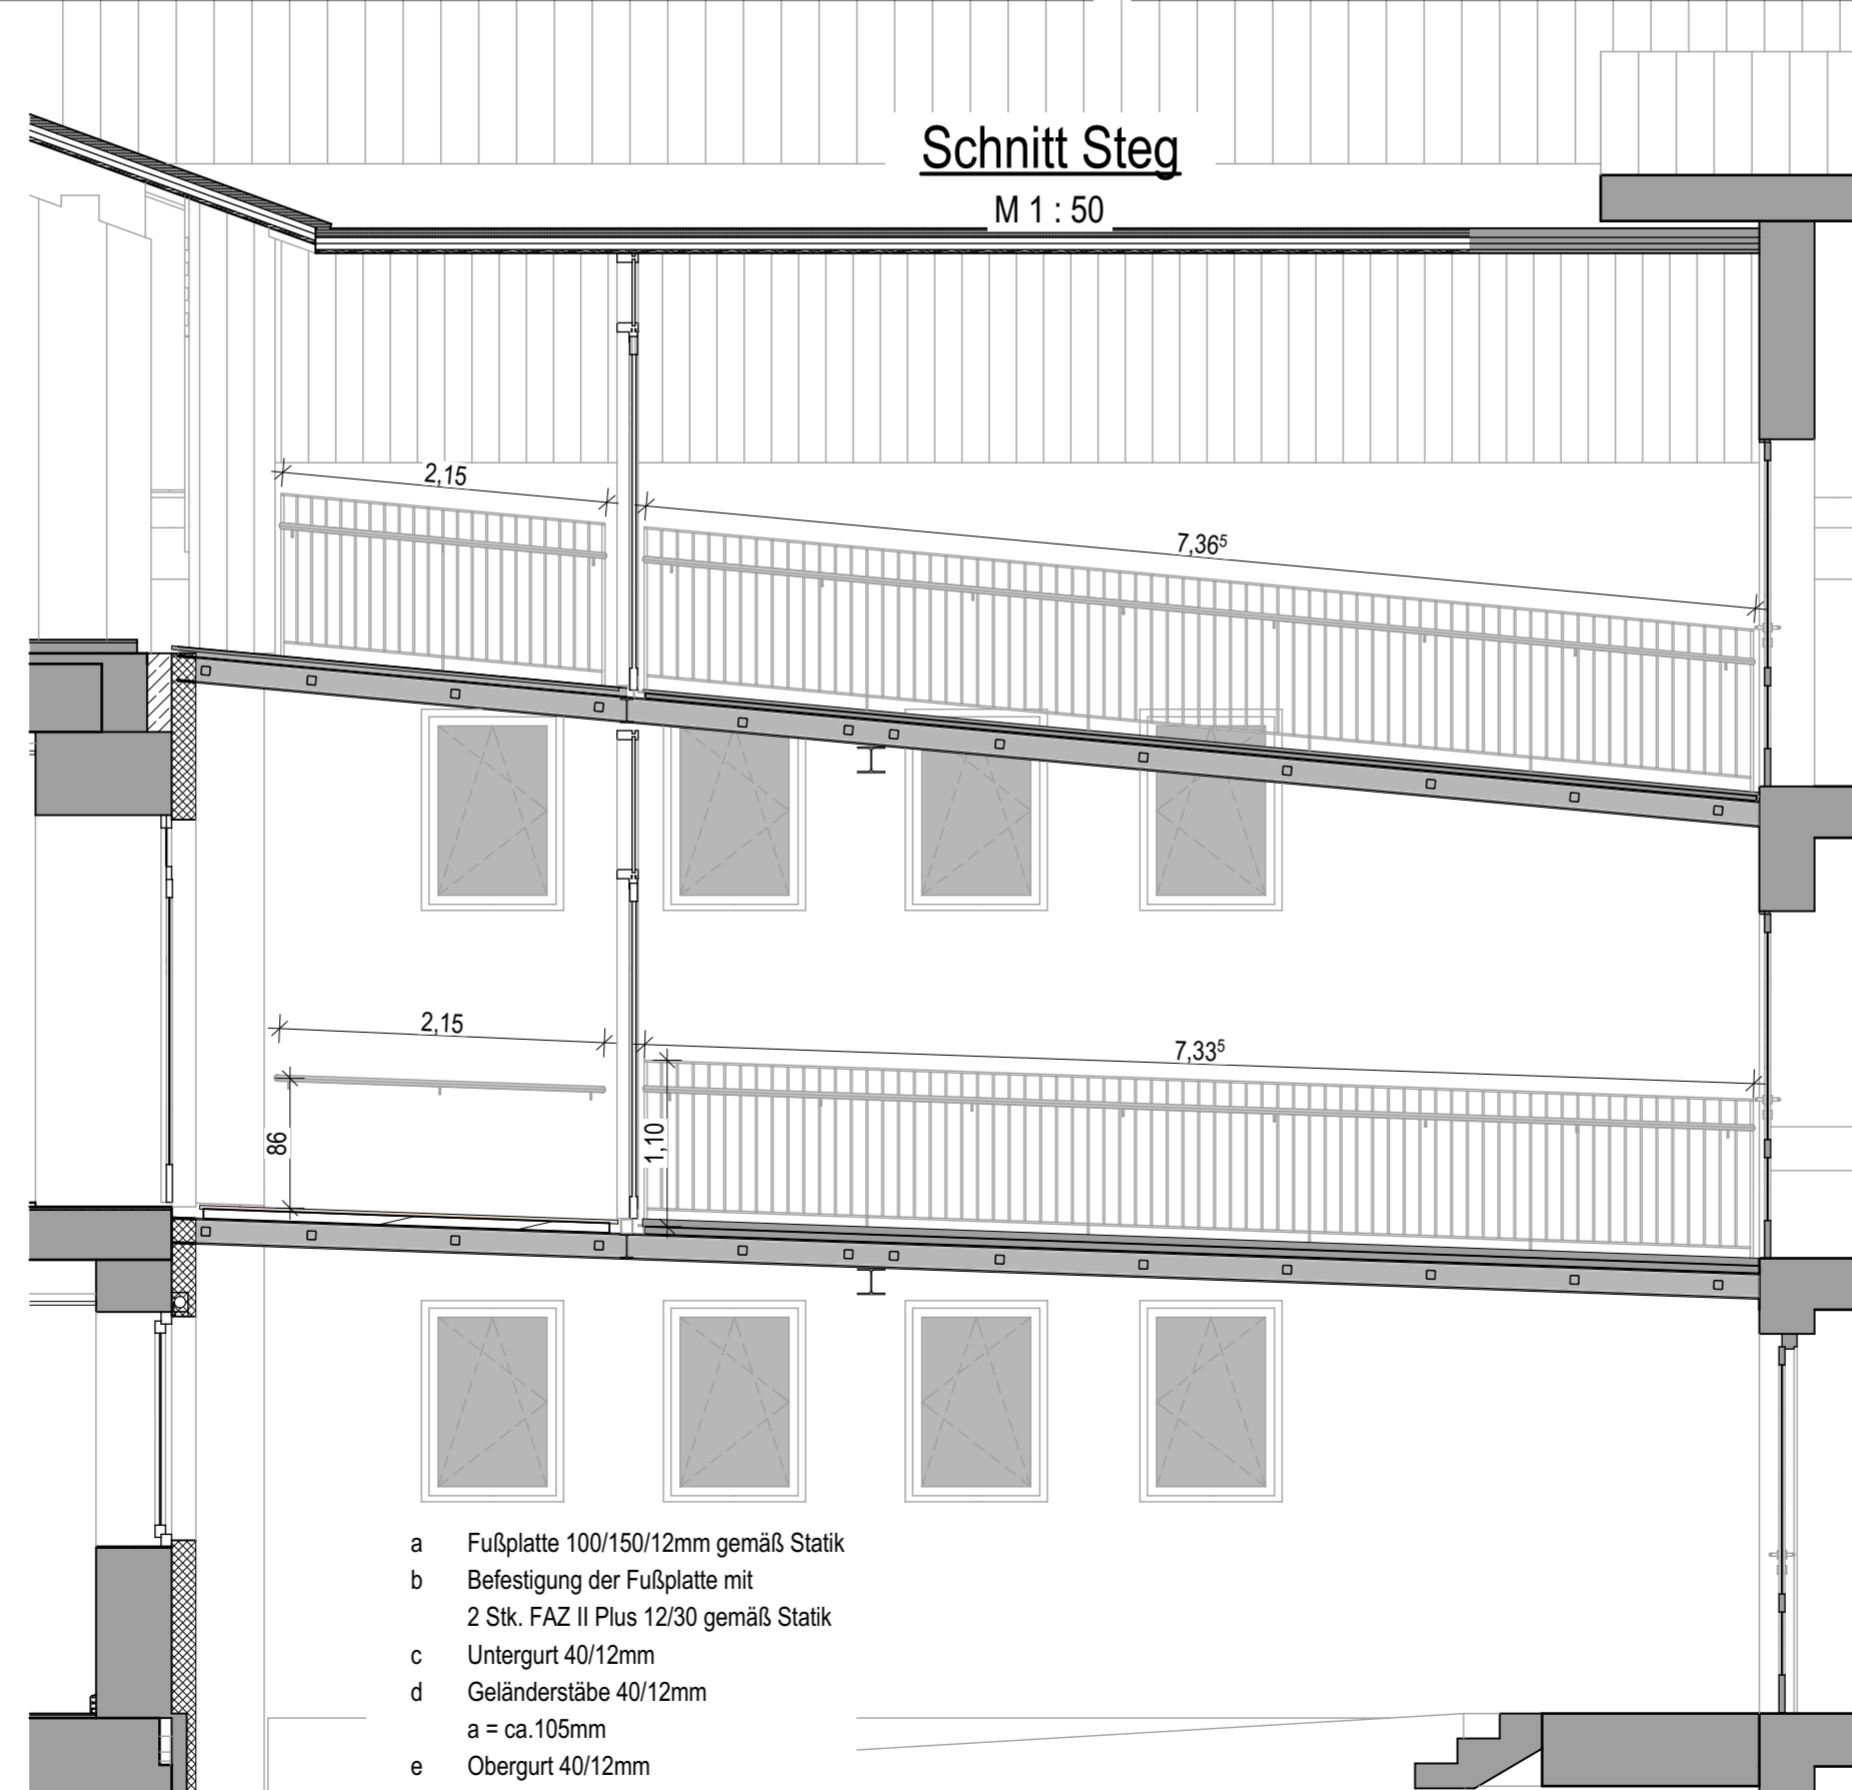 Schnitt Steg
M 1 : 50
2,15
7,36⁵
2,15
7,33⁵
86
1,10
a Fußplatte 100/150/12mm gemäß Statik
b Befestigung der Fußplatte mit
2 Stk. FAZ II Plus 12/30 gemäß Statik
c Untergurt 40/12mm
d Geländerstäbe 40/12mm
a = ca.105mm
e Obergurt 40/12mm